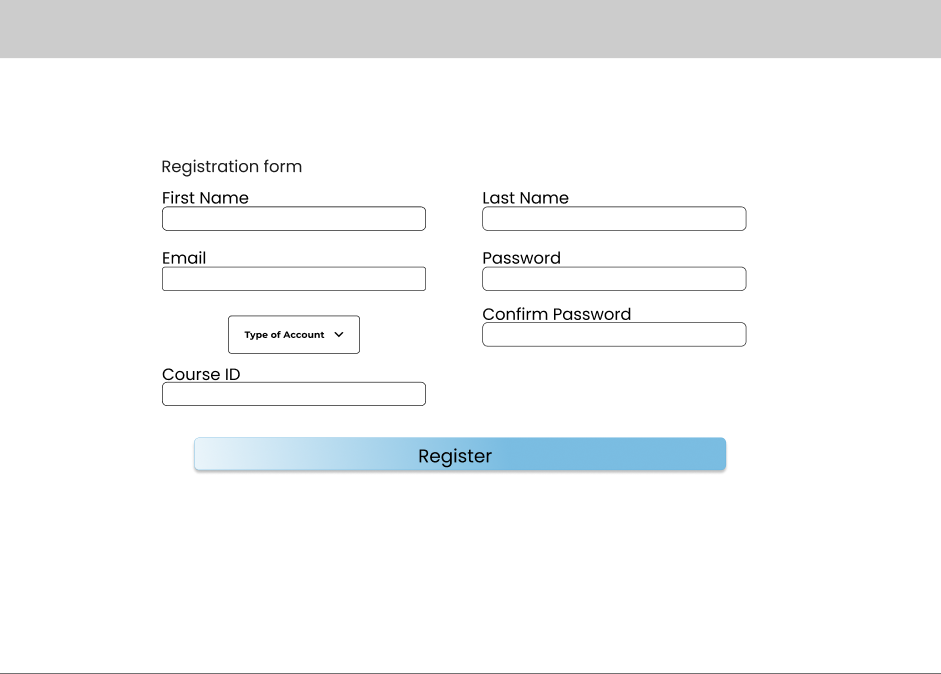 Registration form
First Name
Last Name
Email
Password
Type of Account
Confirm Password
Course ID
Register